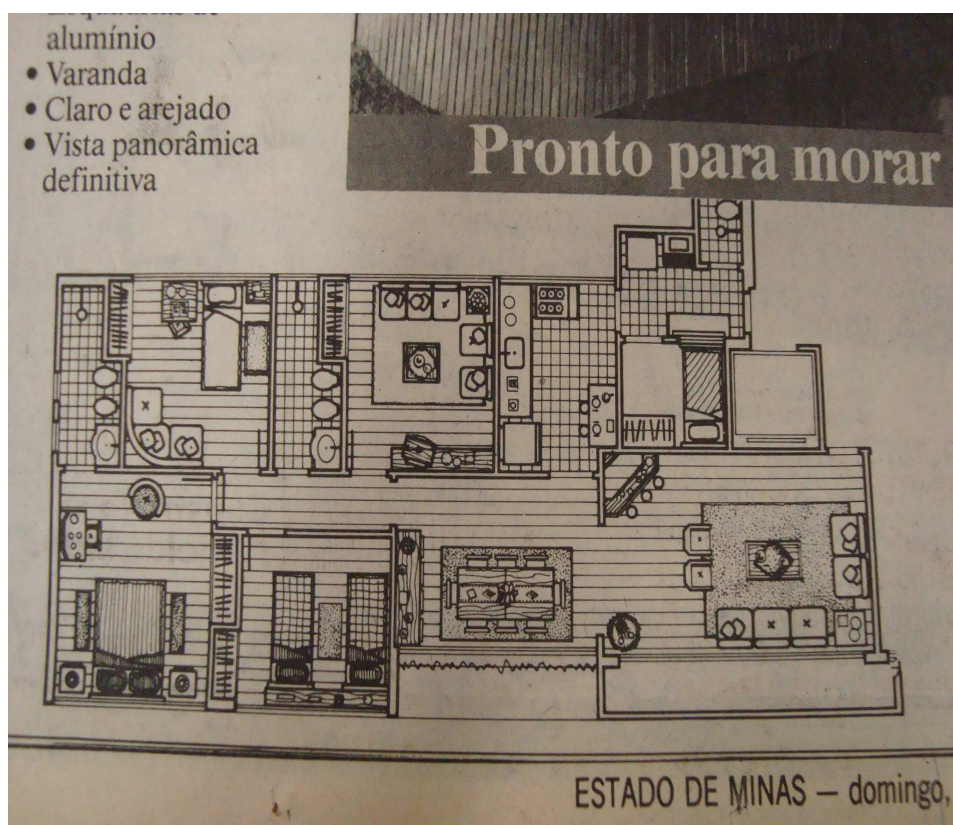 alumínio
• Varanda
• Claro e arejado
• Vista panorâmica
definitiva
Pronto para morar
ESTADO DE MINAS — domingo,